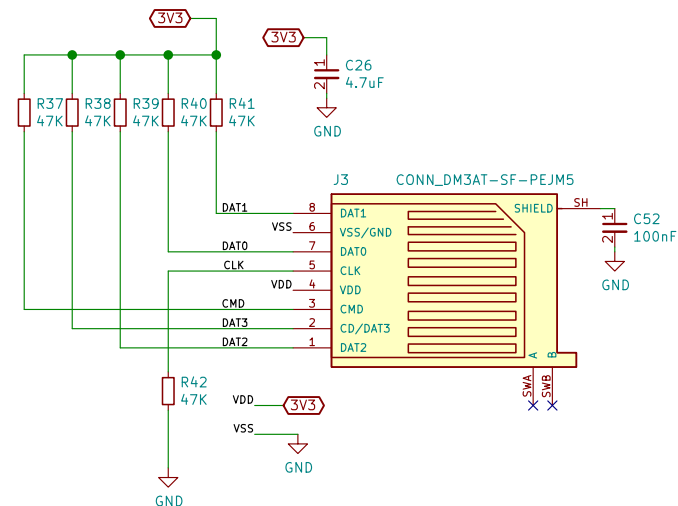 3V3
3V3
C26
4.7uF
1
2
GND
R37
47K
R38
47K
R39
47K
R40
47K
R41
47K
J3
CONN_DM3AT-SF-PEJM5
DAT1 8 DAT1
VSS 6 VSS/GND
DAT0 7 DAT0
CLK 5 CLK
VDD 4 VDD
CMD 3 CMD
DAT3 2 CD/DAT3
DAT2 1 DAT2
SHIELD SH
1
2
C52
100nF
GND
A
B
SWA
SWB
R42
47K
VDD 3V3
VSS
GND
GND